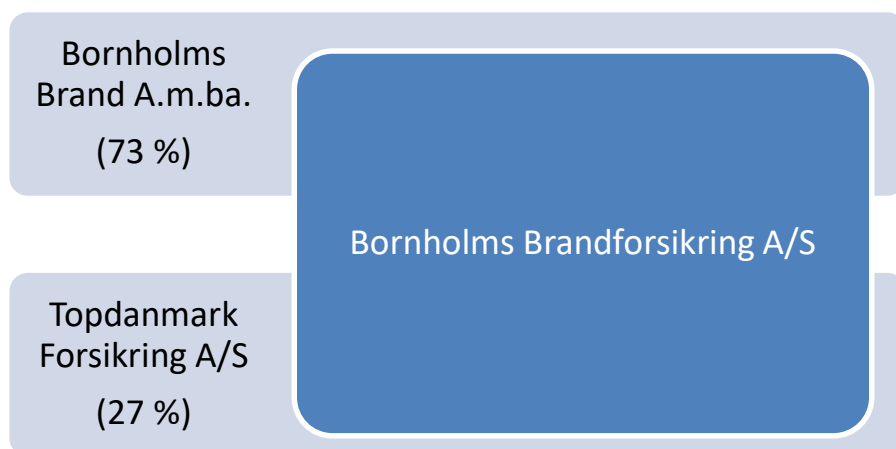 Bornholms
Brand A.m.ba.
(73 %)
Bornholms Brandforsikring A/S
Topdanmark
Forsikring A/S
(27 %)